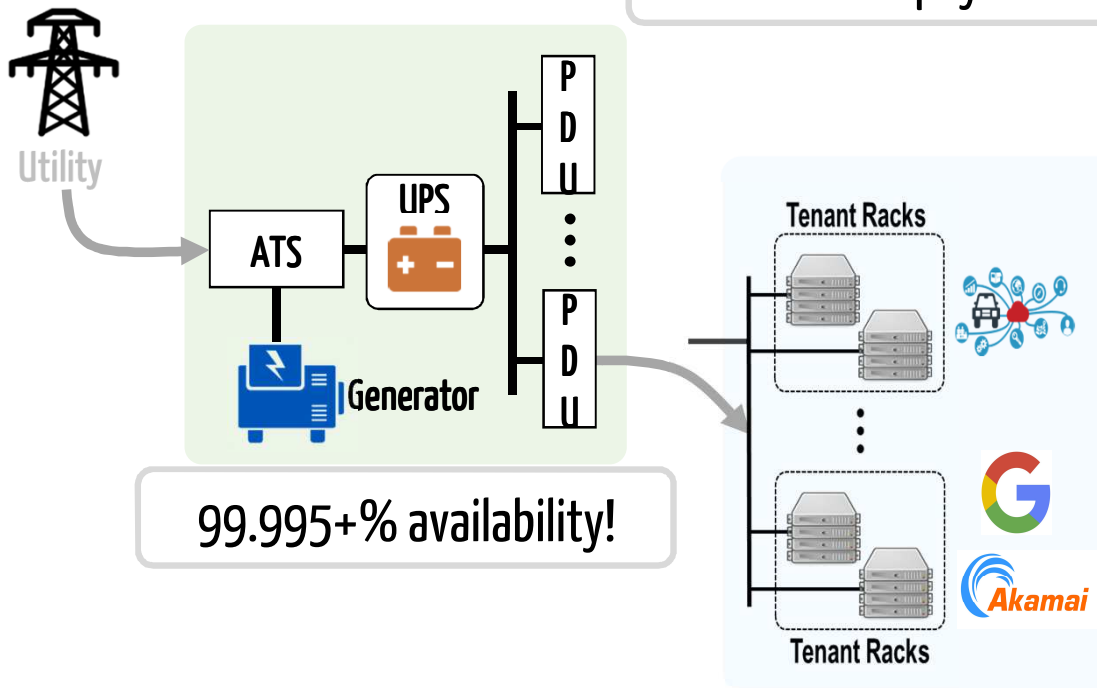 Utility
ATS
UPS
P
D
U
P
D
U
Generator
99.995+% availability!
Tenant Racks
G
Akamai
Tenant Racks